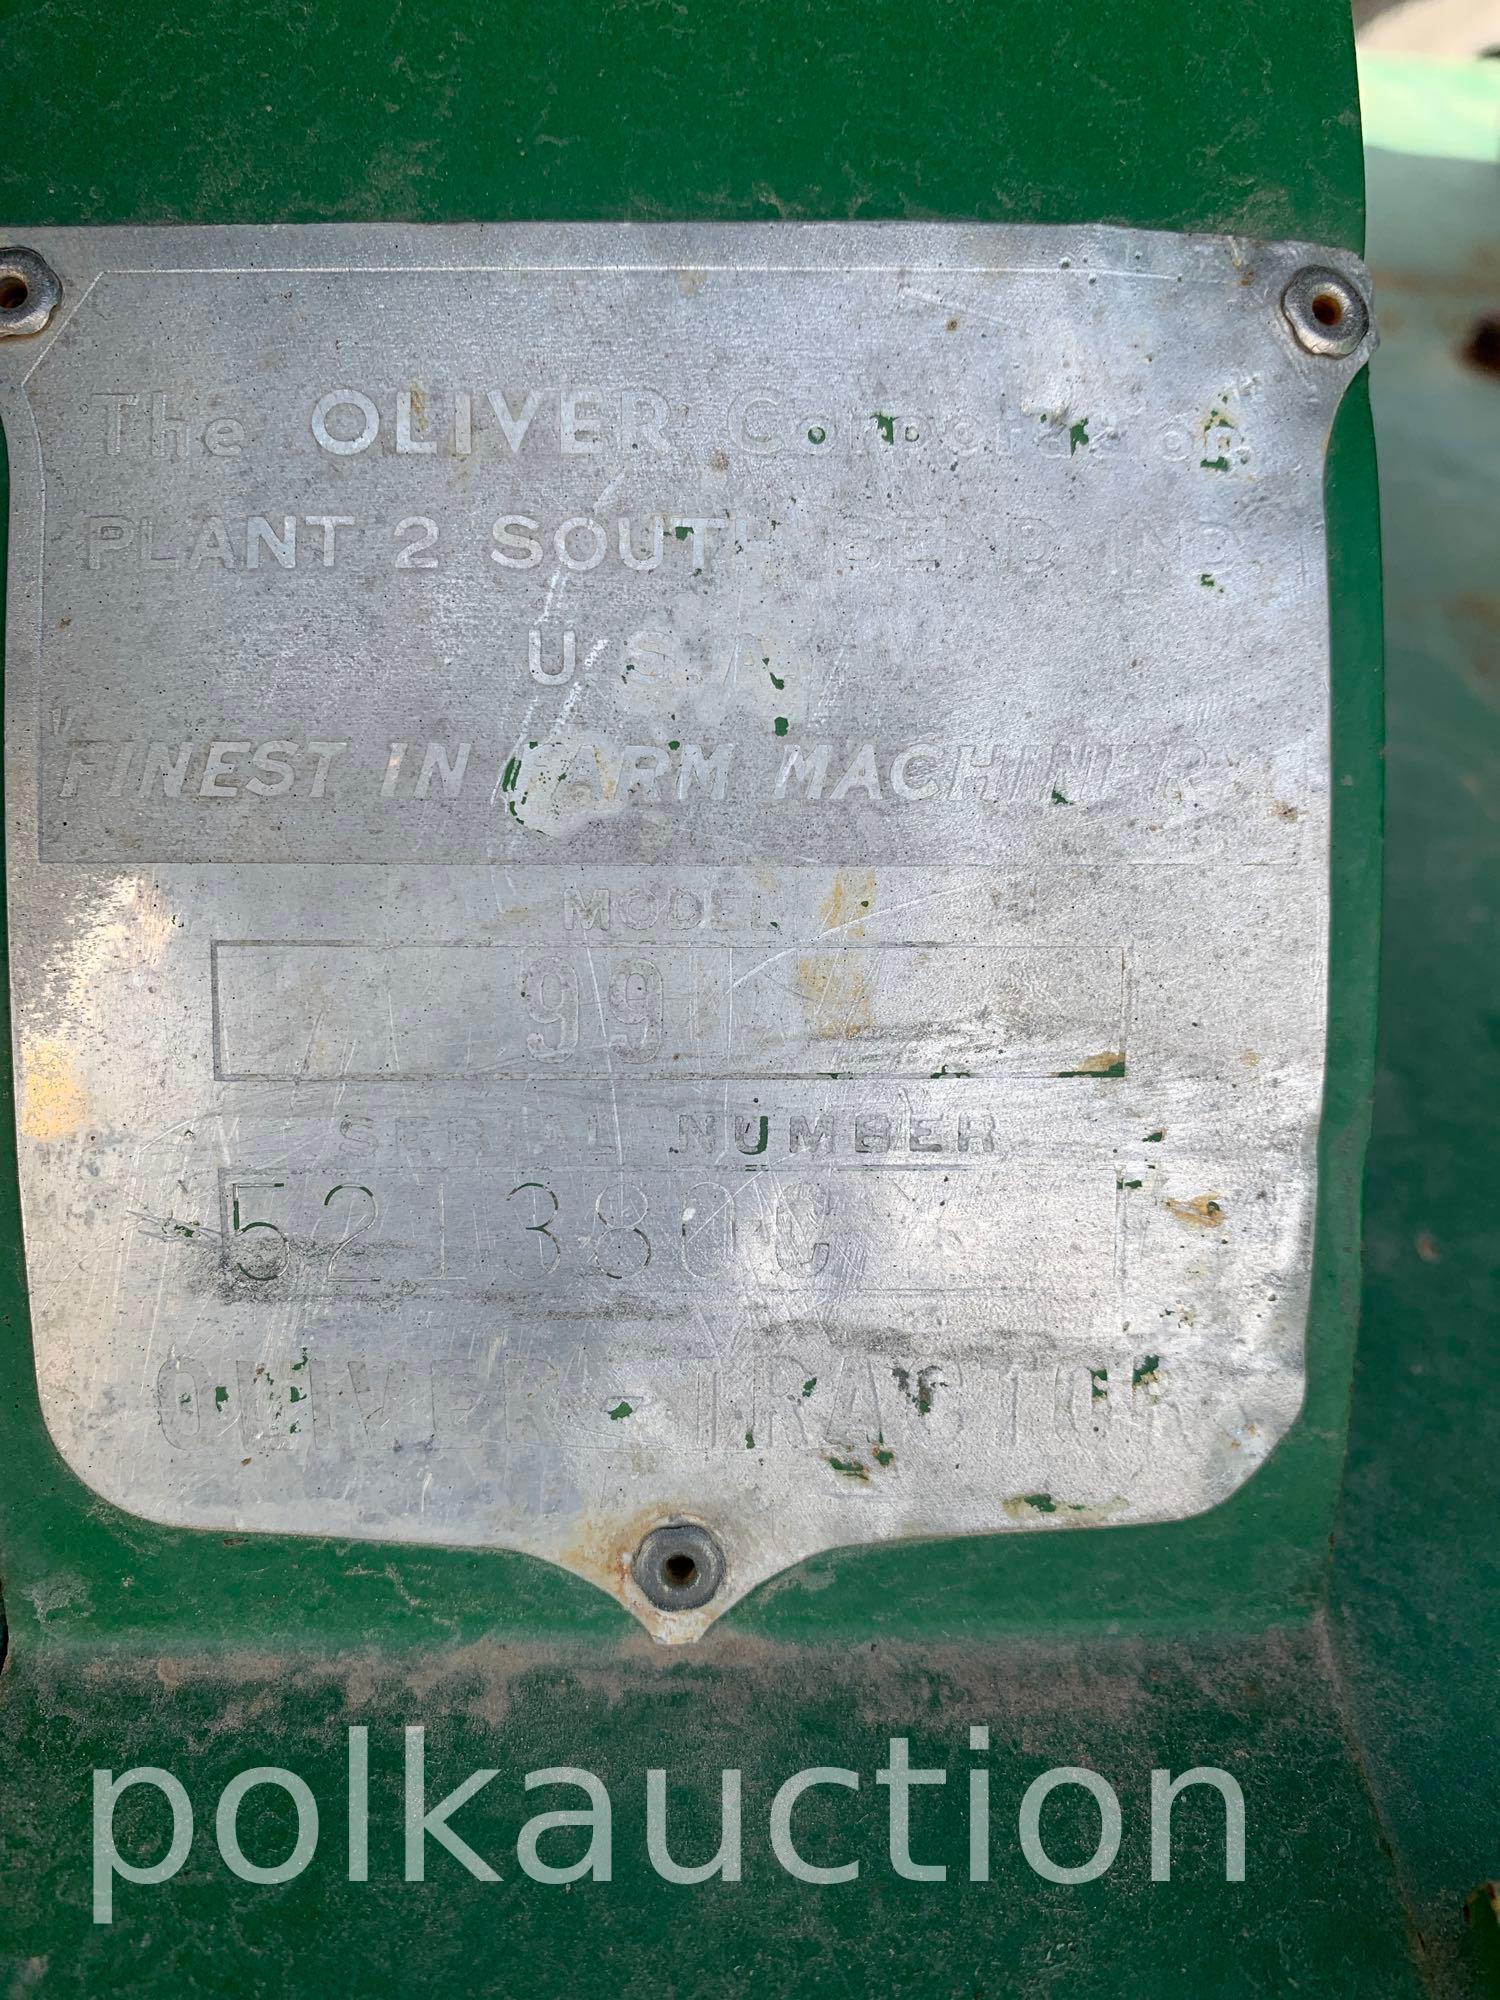 The OLIVER Corporation
PLANT 2 SOUTH BEND, IND.
U.S.A.
"FINEST IN FARM MACHINERY"
MODEL
99
SERIAL NUMBER
521380C
OLIVER - TRACTOR
polkauction